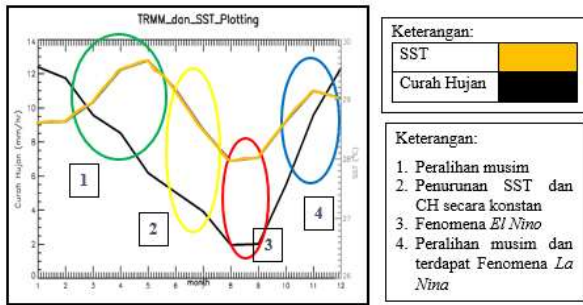 TRMM_dan_SST_Plotting
Curah Hujan (mm/hr)
14
12
10
8
6
4
2
0
1 2 3 4 5 6 7 8 9 10 11 12
month
30
29
28
27
26
SST (°C)
1
2
3
4
Keterangan:
SST
Curah Hujan
Keterangan:
1. Peralihan musim
2. Penurunan SST dan
CH secara konstan
3. Fenomena El Nino
4. Peralihan musim dan
terdapat Fenomena La
Nina